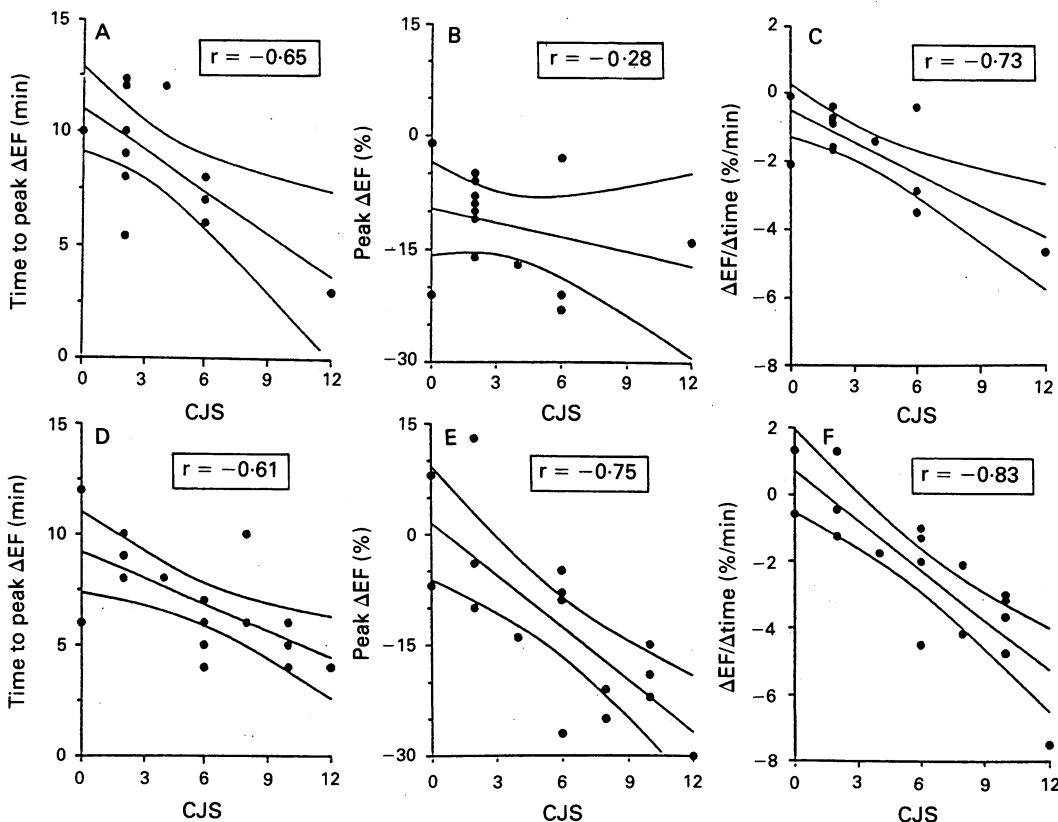 A
r = −0·65
Time to peak ΔEF (min)
15
10
5
0
0 3 6 9 12
CJS
B
r = −0·28
Peak ΔEF (%)
15
0
−15
−30
0 3 6 9 12
CJS
C
r = −0·73
ΔEF/Δtime (%/min)
2
0
−2
−4
−6
−8
0 3 6 9 12
CJS
D
r = −0·61
Time to peak ΔEF (min)
15
10
5
0
0 3 6 9 12
CJS
E
r = −0·75
Peak ΔEF (%)
15
0
−15
−30
0 3 6 9 12
CJS
F
r = −0·83
ΔEF/Δtime (%/min)
2
0
−2
−4
−6
−8
0 3 6 9 12
CJS